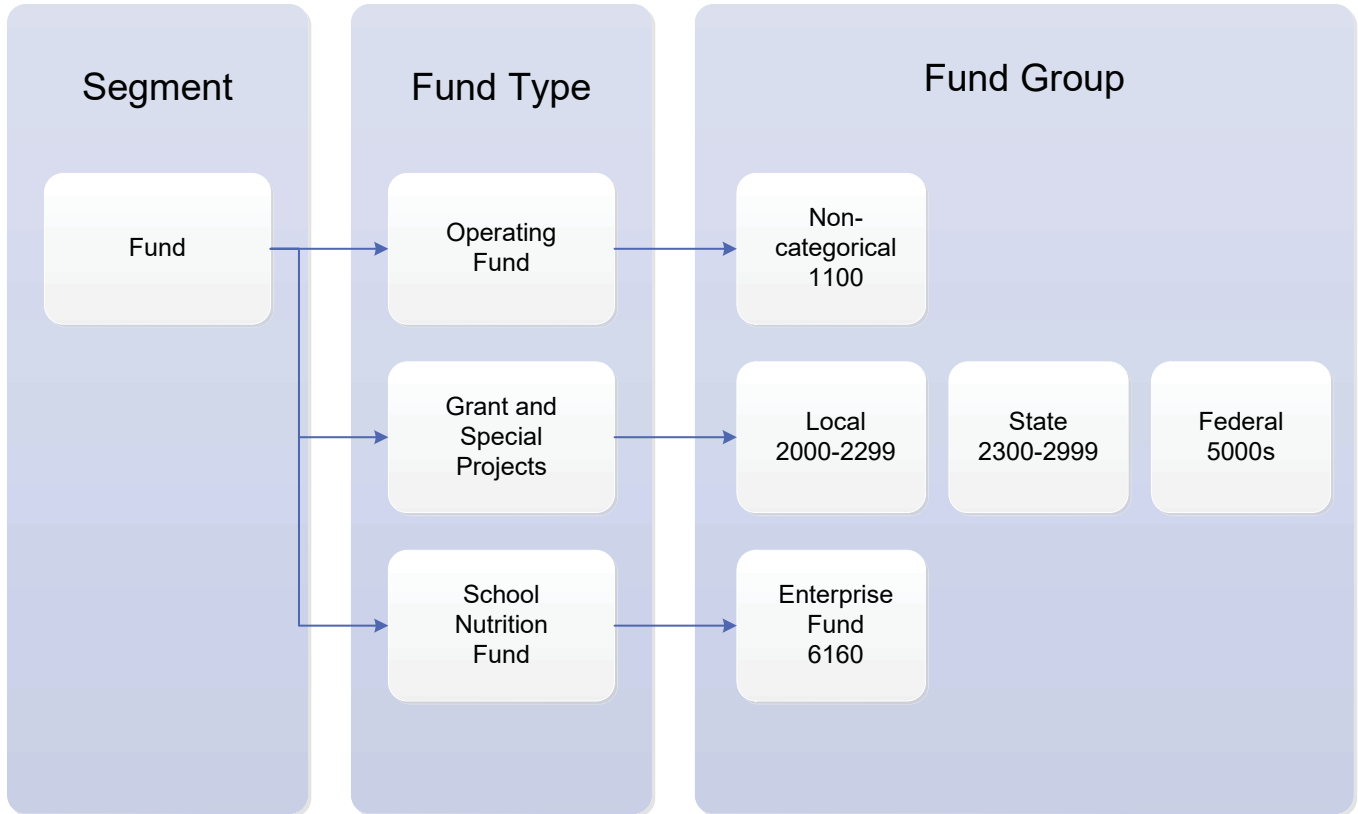 Segment
Fund Type
Fund Group
Fund
Operating
Fund
Non-
categorical
1100
Grant and
Special
Projects
Local
2000-2299
State
2300-2999
Federal
5000s
School
Nutrition
Fund
Enterprise
Fund
6160